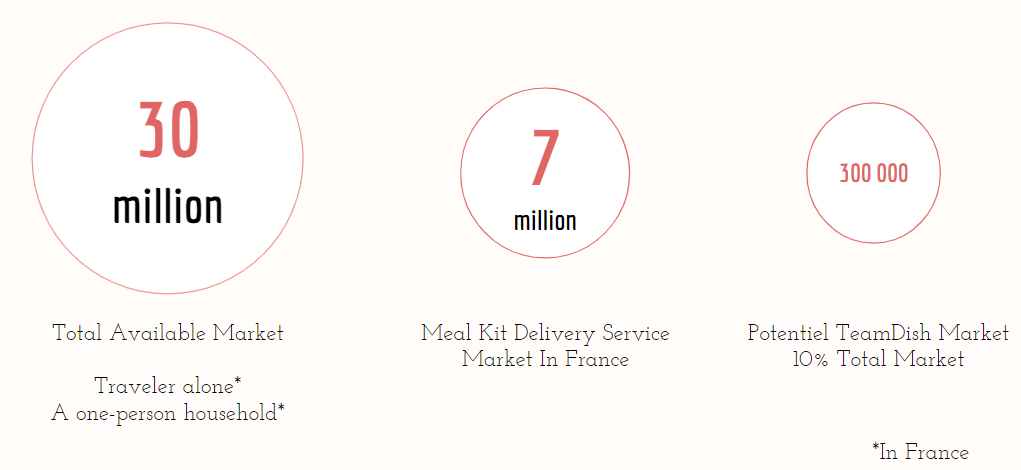 30
million
Total Available Market
Traveler alone*
A one-person household*
7
million
Meal Kit Delivery Service
Market In France
300 000
Potentiel TeamDish Market
10% Total Market
*In France